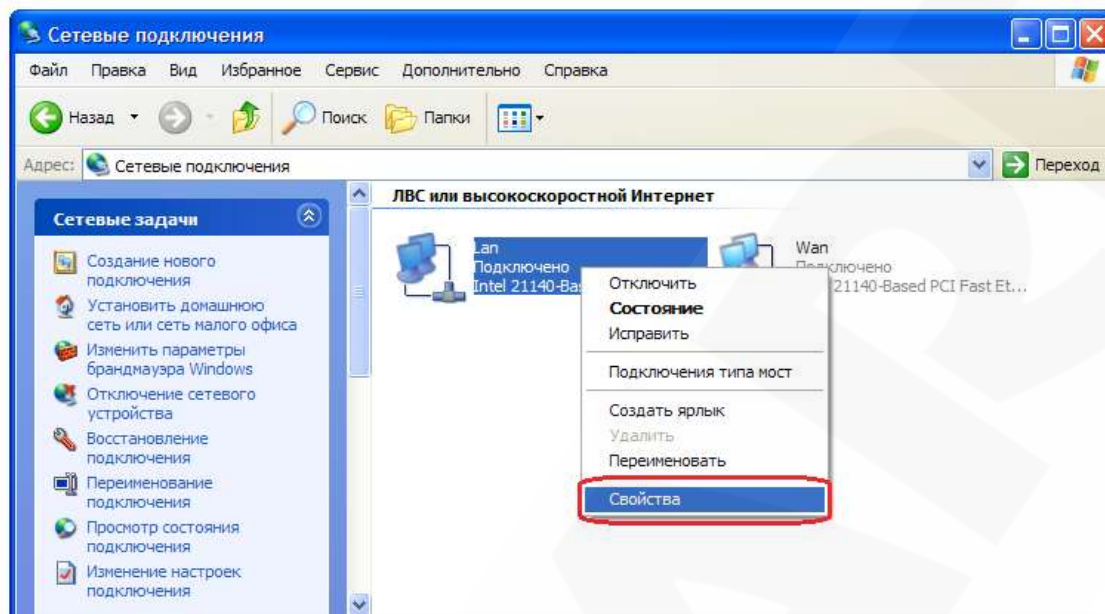 Сетевые подключения
Файл Правка Вид Избранное Сервис Дополнительно Справка
Назад Поиск Папки
Адрес: Сетевые подключения Переход
Сетевые задачи
Создание нового
подключения
Установить домашнюю
сеть или сеть малого офиса
Изменить параметры
брандмауэра Windows
Отключение сетевого
устройства
Восстановление
подключения
Переименование
подключения
Просмотр состояния
подключения
Изменение настроек
подключения
ЛВС или высокоскоростной Интернет
Lan
Подключено
Intel 21140-Bas
Wan
Подключено
21140-Based PCI Fast Et...
Отключить
Состояние
Исправить
Подключения типа мост
Создать ярлык
Удалить
Переименовать
Свойства